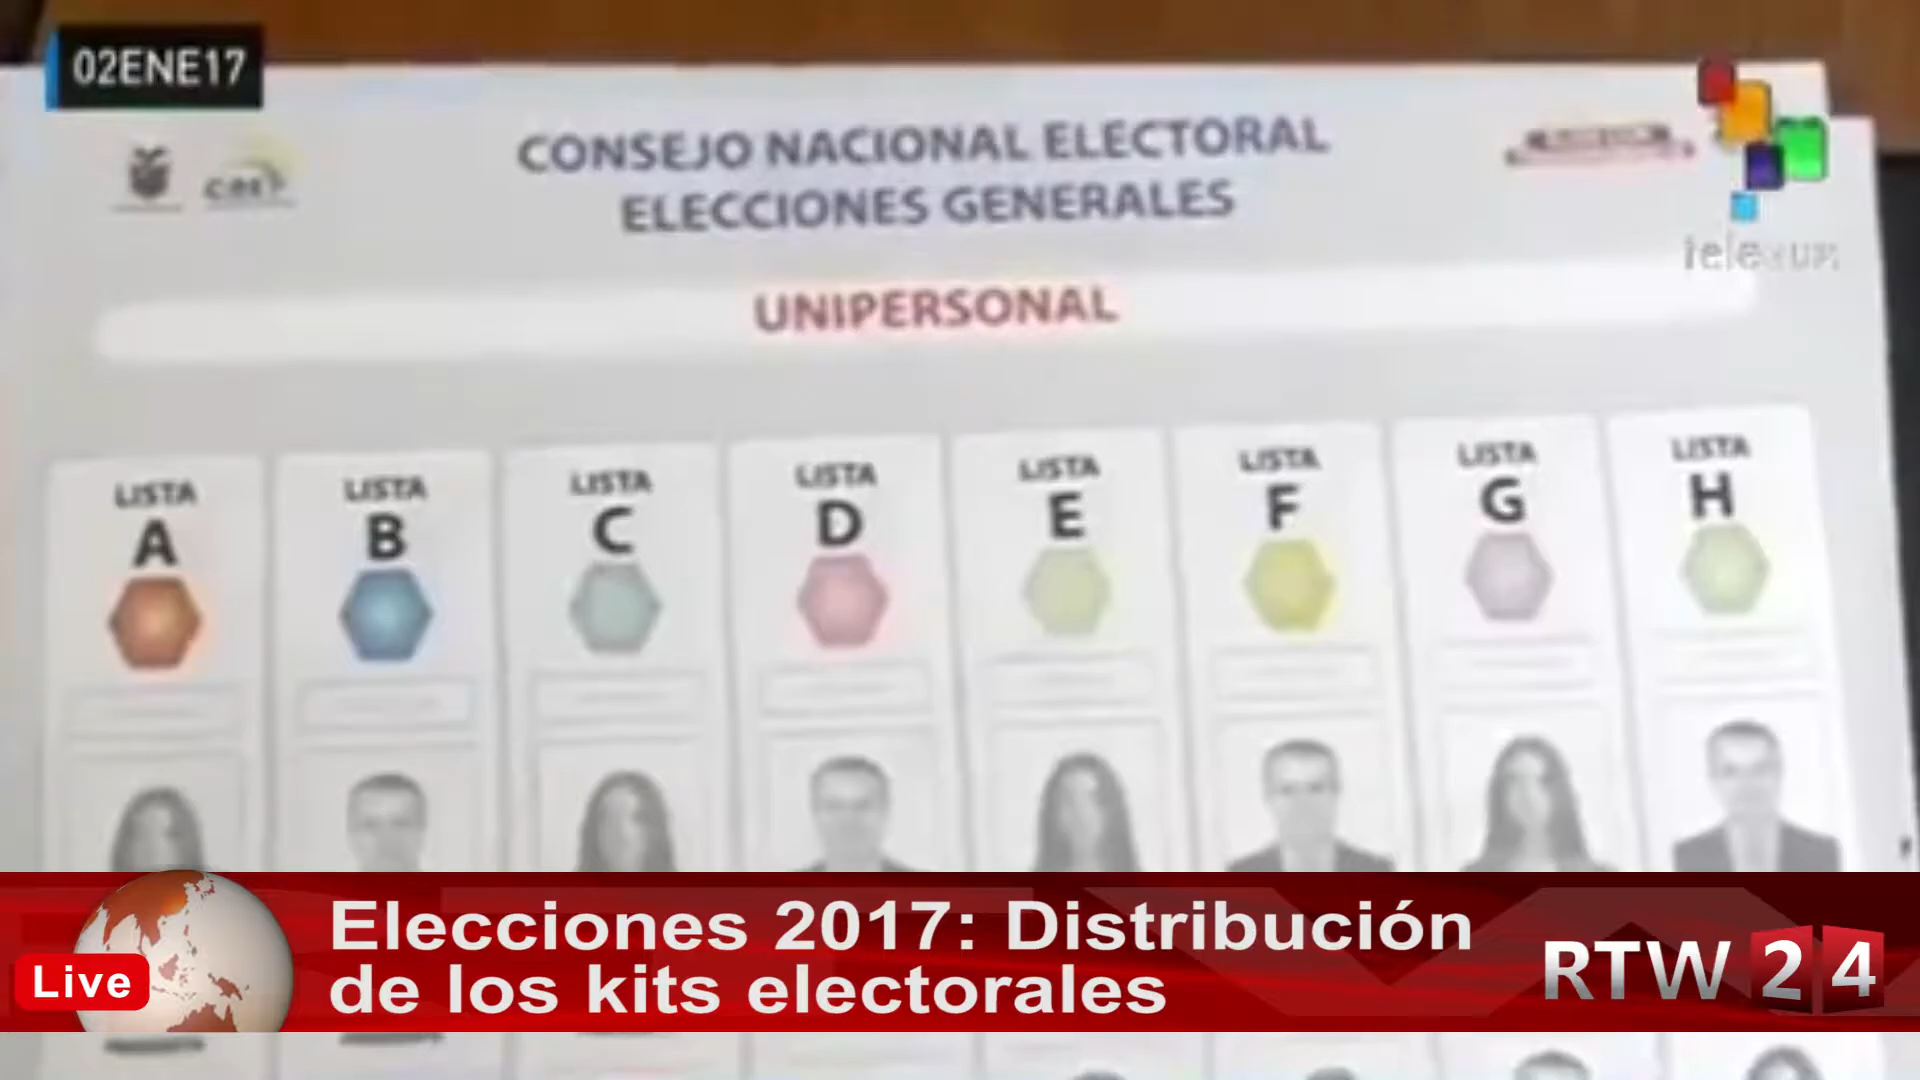 02ENE17
CONSEJO NACIONAL ELECTORAL
ELECCIONES GENERALES
UNIPERSONAL
LISTA A
LISTA B
LISTA C
LISTA D
LISTA E
LISTA F
LISTA G
LISTA H
Live
Elecciones 2017: Distribución
de los kits electorales
RTW 24